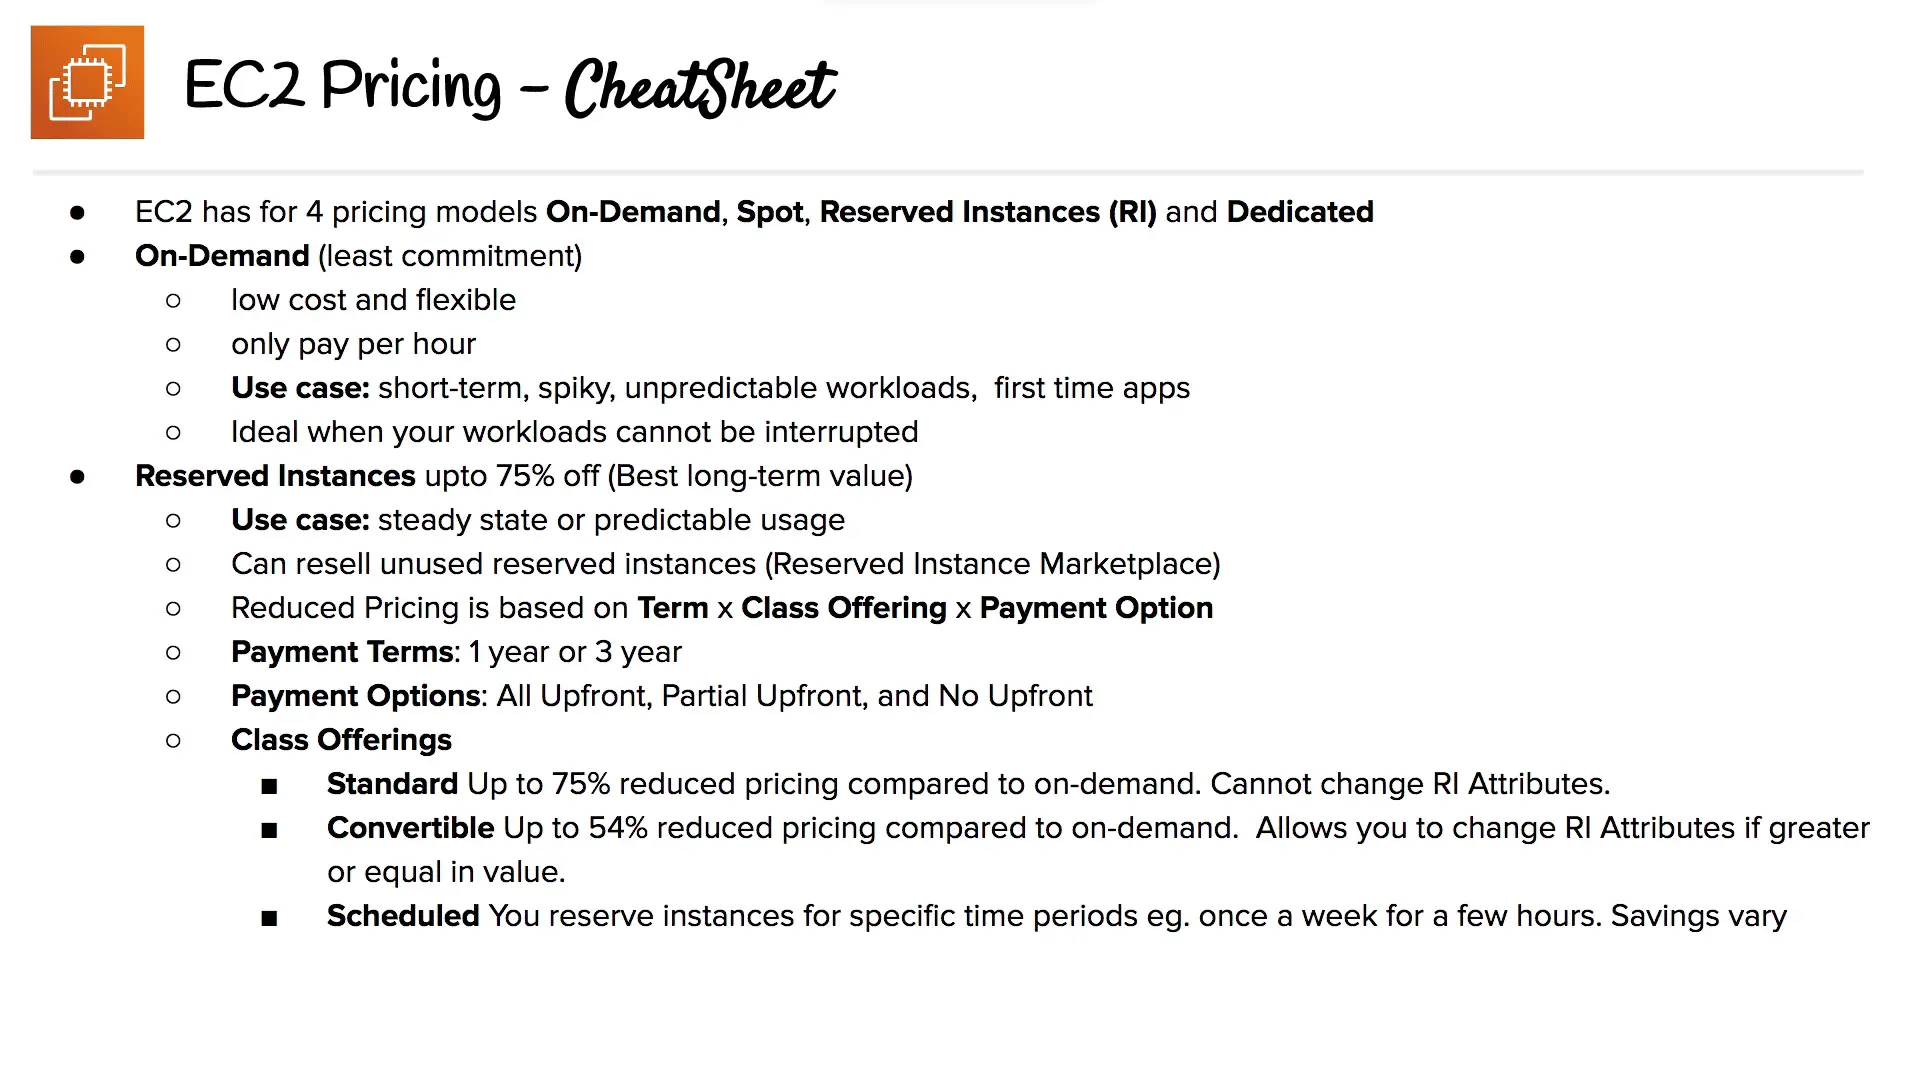 EC2 Pricing – CheatSheet
● EC2 has for 4 pricing models On-Demand, Spot, Reserved Instances (RI) and Dedicated
● On-Demand (least commitment)
○ low cost and flexible
○ only pay per hour
○ Use case: short-term, spiky, unpredictable workloads,  first time apps
○ Ideal when your workloads cannot be interrupted
● Reserved Instances upto 75% off (Best long-term value)
○ Use case: steady state or predictable usage
○ Can resell unused reserved instances (Reserved Instance Marketplace)
○ Reduced Pricing is based on Term x Class Offering x Payment Option
○ Payment Terms: 1 year or 3 year
○ Payment Options: All Upfront, Partial Upfront, and No Upfront
○ Class Offerings
■ Standard Up to 75% reduced pricing compared to on-demand. Cannot change RI Attributes.
■ Convertible Up to 54% reduced pricing compared to on-demand.  Allows you to change RI Attributes if greater
or equal in value.
■ Scheduled You reserve instances for specific time periods eg. once a week for a few hours. Savings vary